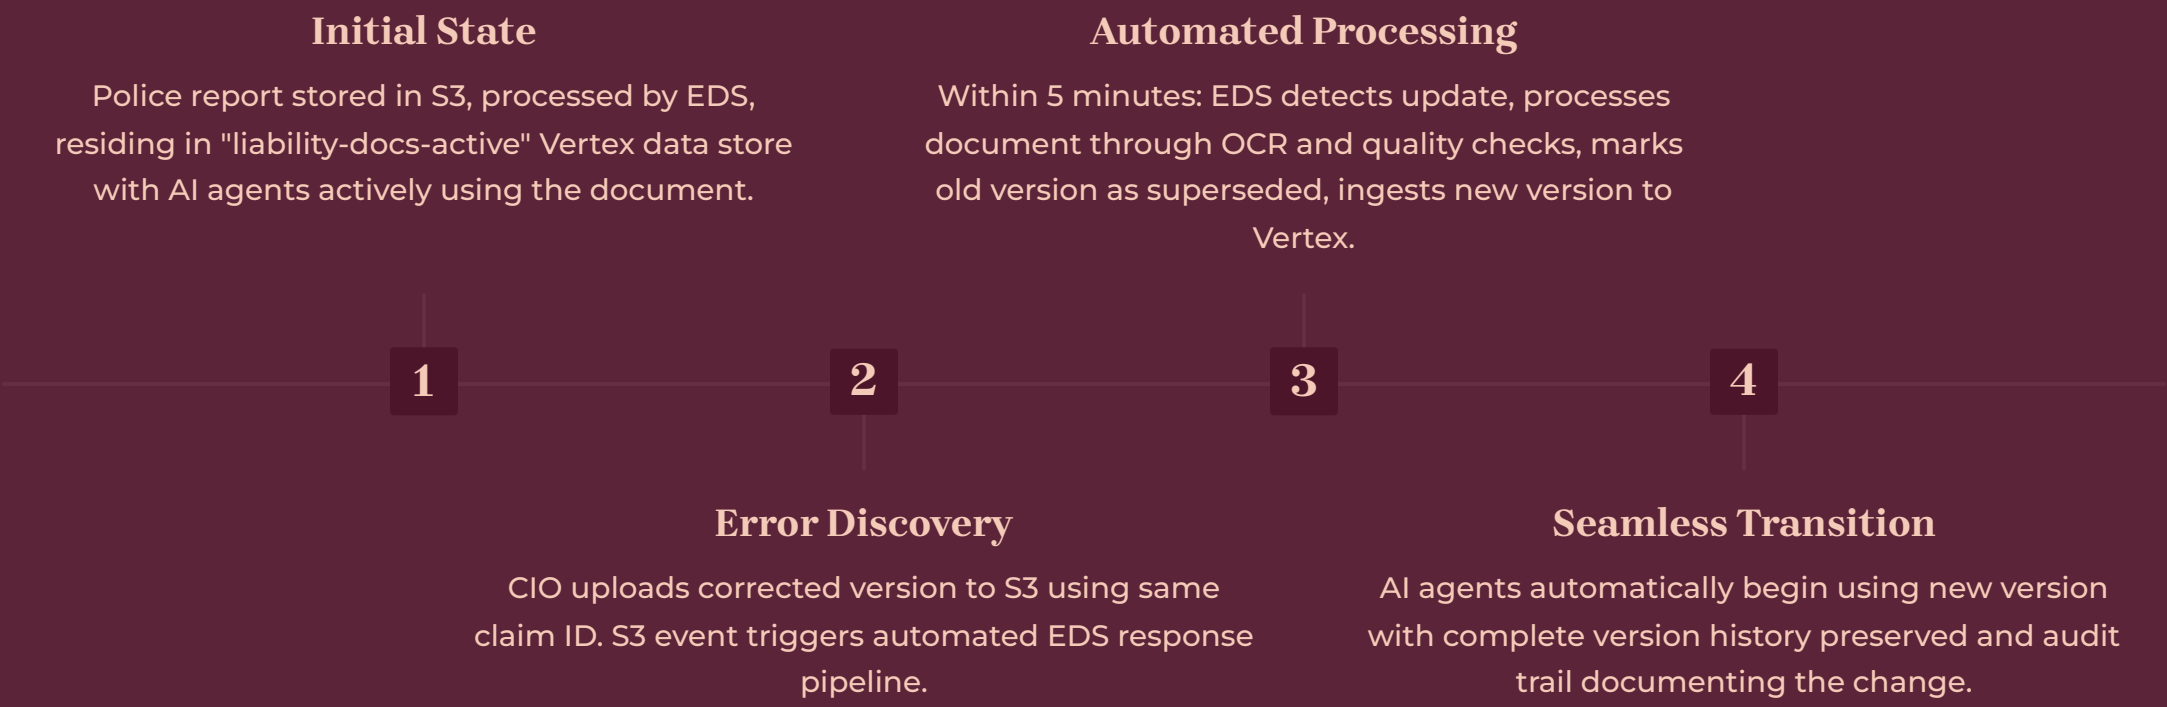 Initial State
Police report stored in S3, processed by EDS,
residing in "liability-docs-active" Vertex data store
with AI agents actively using the document.
Automated Processing
Within 5 minutes: EDS detects update, processes
document through OCR and quality checks, marks
old version as superseded, ingests new version to
Vertex.
1
2
3
4
Error Discovery
CIO uploads corrected version to S3 using same
claim ID. S3 event triggers automated EDS response
pipeline.
Seamless Transition
AI agents automatically begin using new version
with complete version history preserved and audit
trail documenting the change.